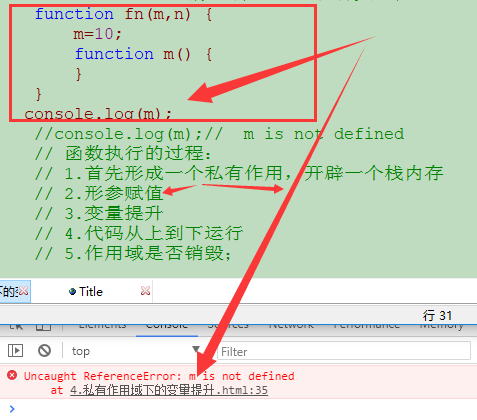 function fn(m,n) {
m=10;
function m() {
}
}
console.log(m);
//console.log(m);// m is not defined
// 函数执行的过程:
// 1.首先形成一个私有作用，开辟一个栈内存
// 2.形参赋值
// 3.变量提升
// 4.代码从上到下运行
// 5.作用域是否销毁;
Title
行 31
Elements Console Sources Network Performance Memory
top Filter
Uncaught ReferenceError: m is not defined
at 4.私有作用域下的变量提升.html:35